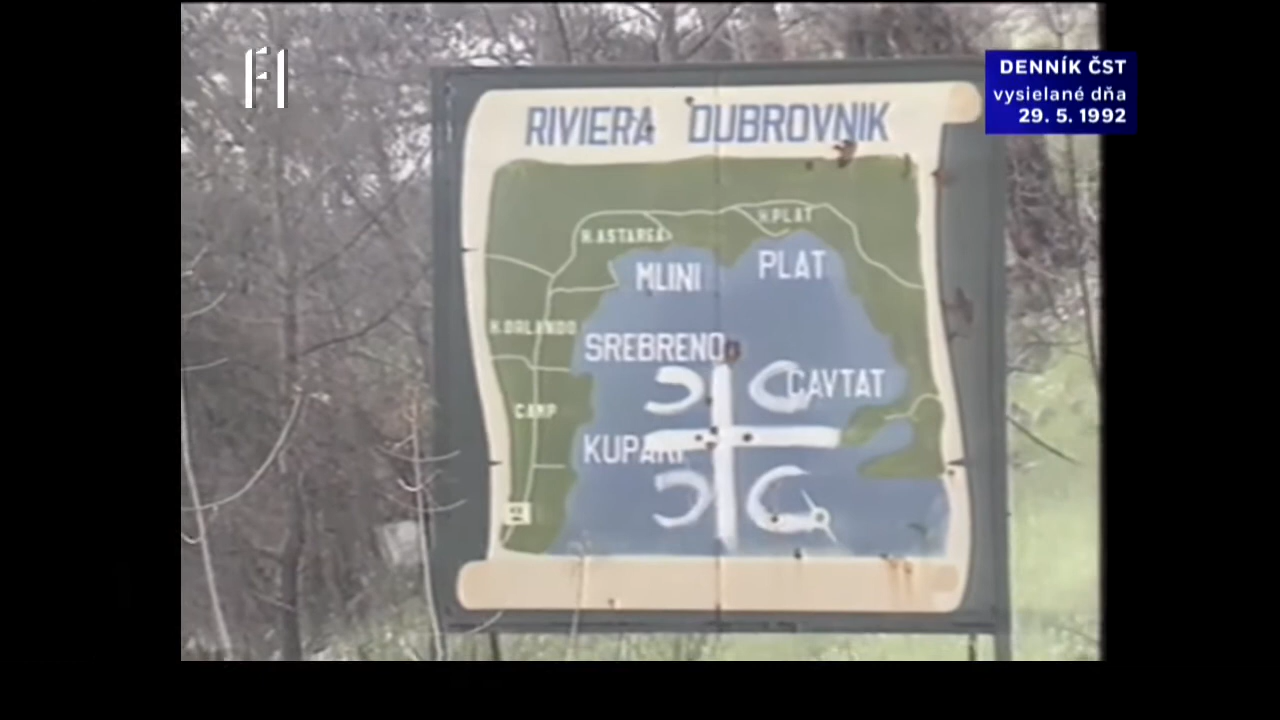 DENNÍK ČST
vysielané dňa
29. 5. 1992
RIVIERA DUBROVNIK
H. PLAT
H. ASTAREA
MLINI
PLAT
H. ORLANDO
SREBRENO
CAVTAT
CAMP
KUPARI